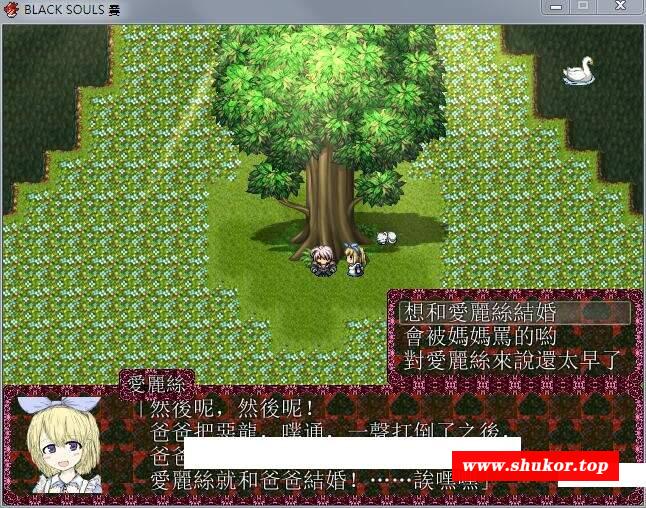 BLACK SOULS
想和愛麗絲結婚
會被媽媽罵的喲
對愛麗絲來說還太早了
愛麗絲
「然後呢，然後呢！
爸爸把惡龍，噗通，一聲打倒了之後，
爸爸
愛麗絲就和爸爸結婚！……誒嘿嘿」
www.shukor.top